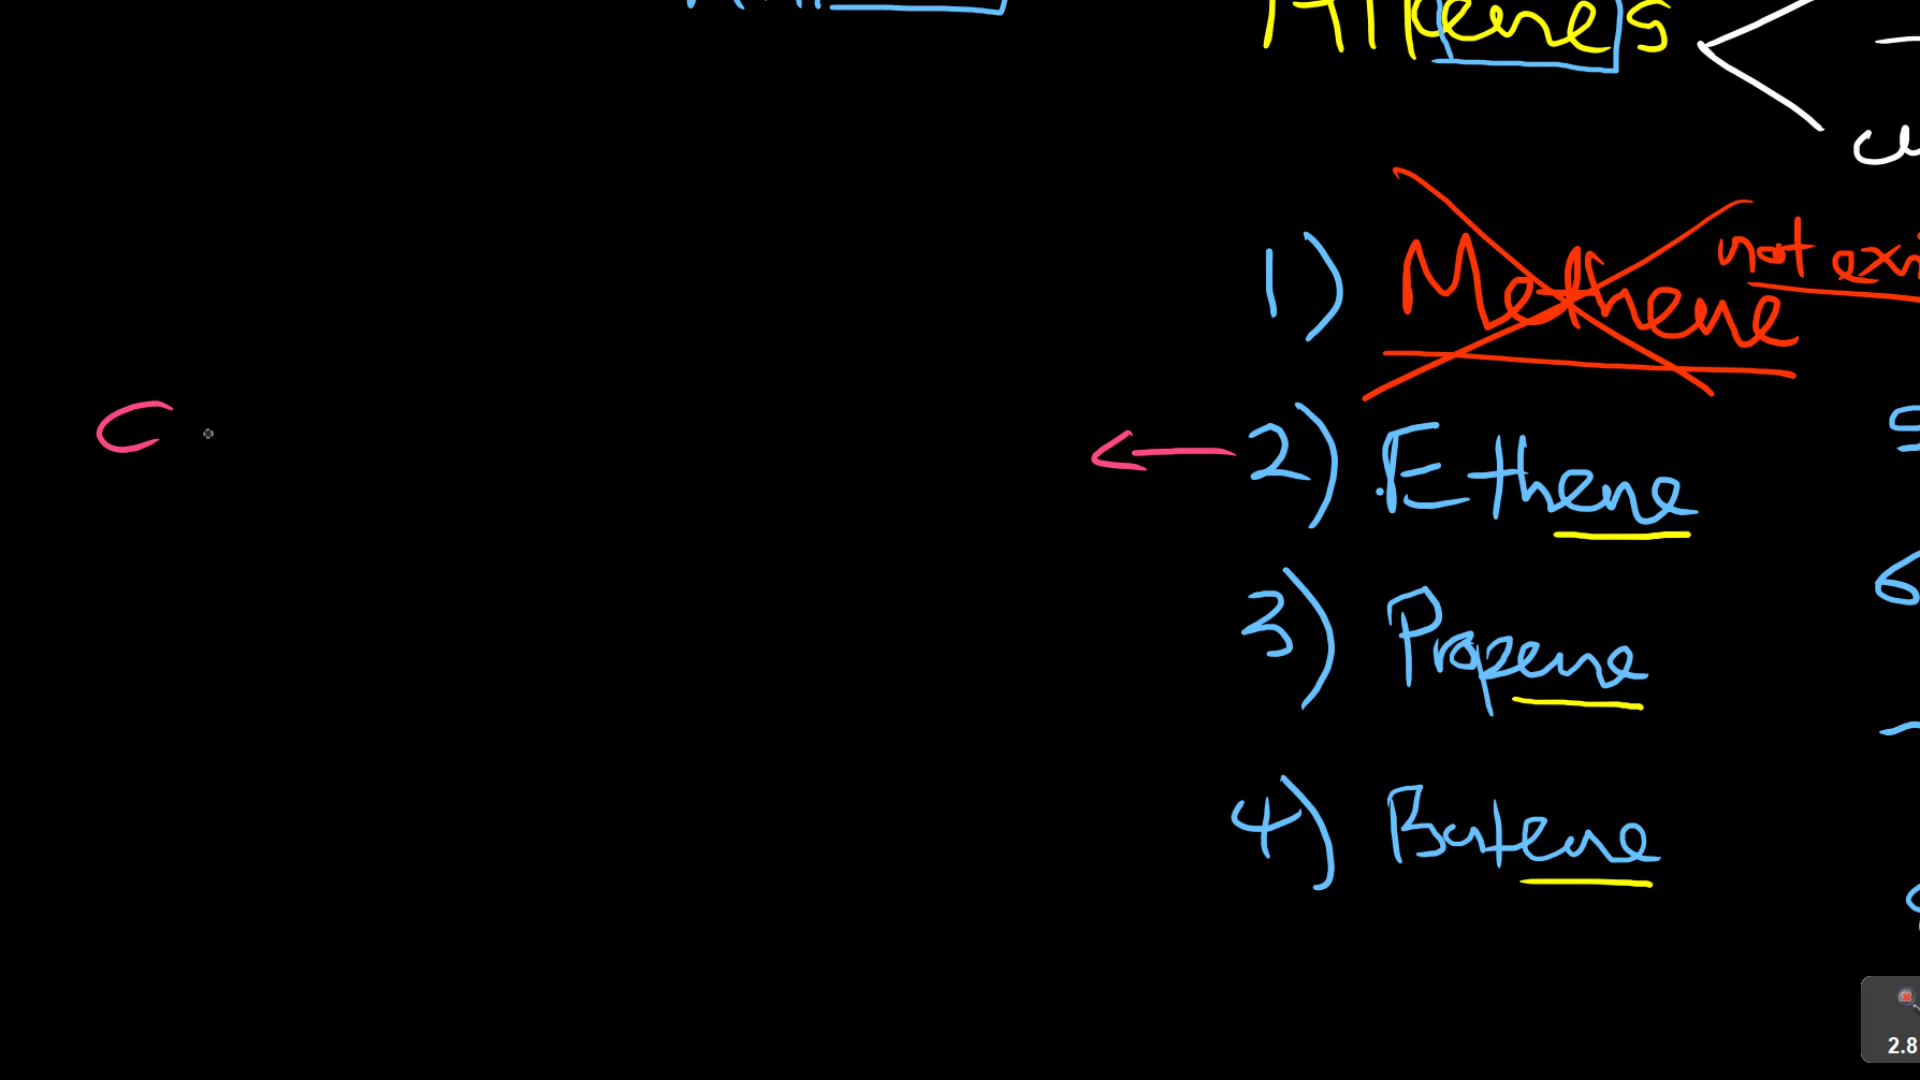 Alkenes
1) Methene not exi
2) Ethene
C
3) Propene
4) Butene
2.8